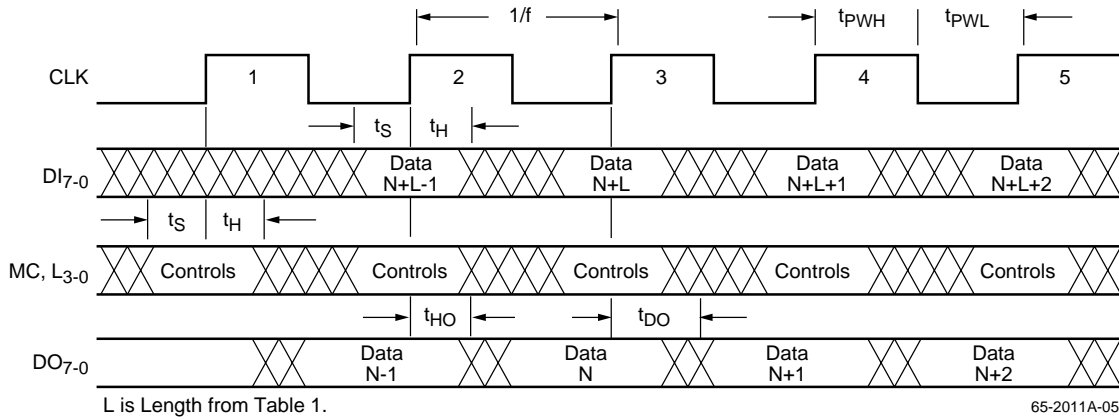 1/f
tPWH
tPWL
CLK
1
2
3
4
5
tS
tH
DI7-0
Data
N+L-1
Data
N+L
Data
N+L+1
Data
N+L+2
tS
tH
MC, L3-0
Controls
Controls
Controls
Controls
Controls
tHO
tDO
DO7-0
Data
N-1
Data
N
Data
N+1
Data
N+2
L is Length from Table 1.
65-2011A-05